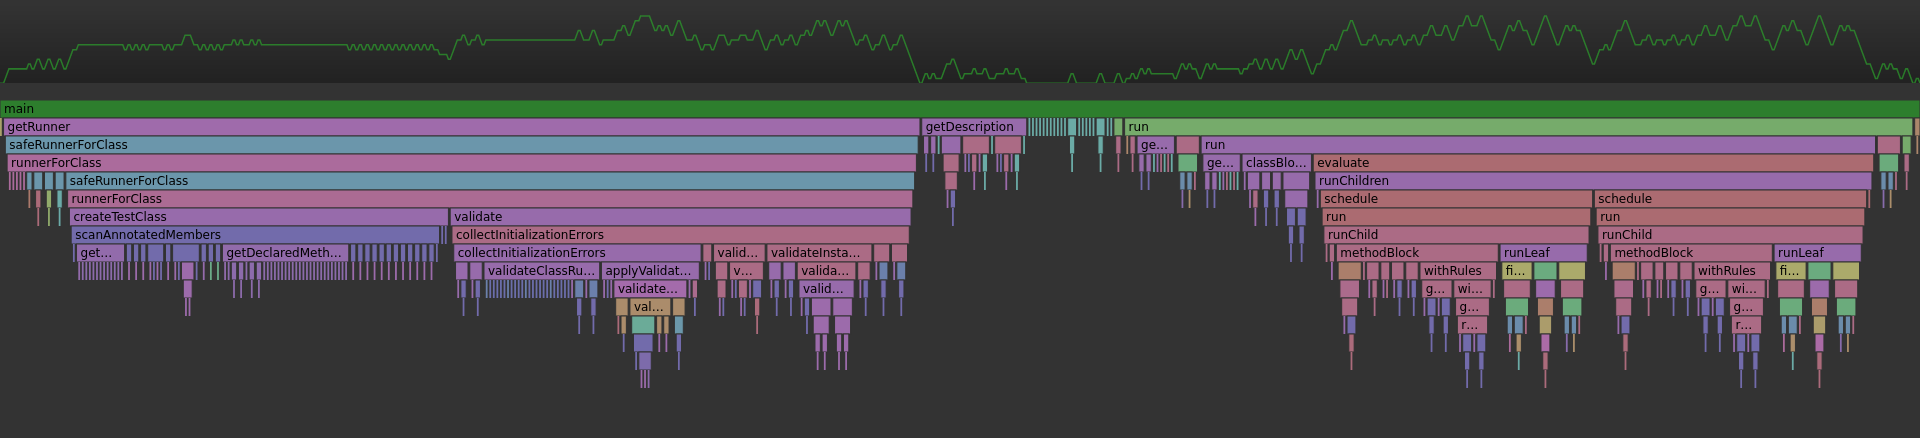 main
getRunner getDescription run
safeRunnerForClass ge... run
runnerForClass ge... classBlo... evaluate
safeRunnerForClass runChildren
runnerForClass schedule schedule
createTestClass validate run run
scanAnnotatedMembers collectInitializationErrors runChild runChild
get... getDeclaredMeth... collectInitializationErrors valid... validateInsta... methodBlock runLeaf methodBlock runLeaf
validateClassRu... applyValidat... v... valida... withRules fi... withRules fi...
validate... valid... g... wi... g... wi...
val... g... g...
r... r...